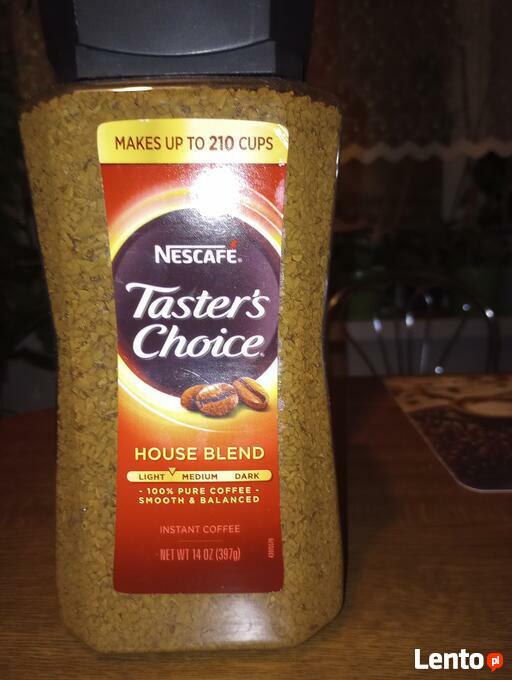 MAKES UP TO 210 CUPS
NESCAFÉ®
Taster's
Choice®
HOUSE BLEND
LIGHT MEDIUM DARK
- 100% PURE COFFEE -
SMOOTH & BALANCED
INSTANT COFFEE
NET WT 14 OZ (397g)
Lento pl